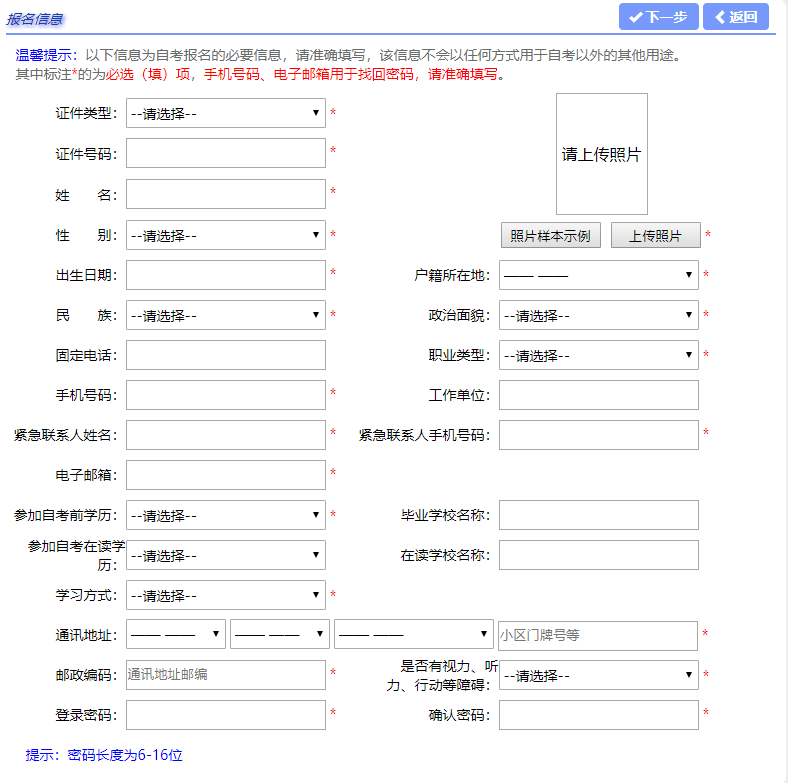 报名信息 下一步 返回
温馨提示：以下信息为自考报名的必要信息，请准确填写，该信息不会以任何方式用于自考以外的其他用途。
其中标注*的为必选（填）项，手机号码、电子邮箱用于找回密码，请准确填写。
证件类型： --请选择-- *
证件号码： * 请上传照片
姓 名： *
性 别： --请选择-- * 照片样本示例 上传照片 *
出生日期： * 户籍所在地： —— —— *
民 族： --请选择-- * 政治面貌： --请选择-- *
固定电话： 职业类型： --请选择-- *
手机号码： * 工作单位：
紧急联系人姓名： * 紧急联系人手机号码： *
电子邮箱： *
参加自考前学历： --请选择-- * 毕业学校名称：
参加自考在读学
历： --请选择-- 在读学校名称：
学习方式： --请选择-- *
通讯地址： —— —— —— —— —— —— 小区门牌号等 *
邮政编码： 通讯地址邮编 * 是否有视力、听
力、行动等障碍： --请选择-- *
登录密码： * 确认密码： *
提示：密码长度为6-16位